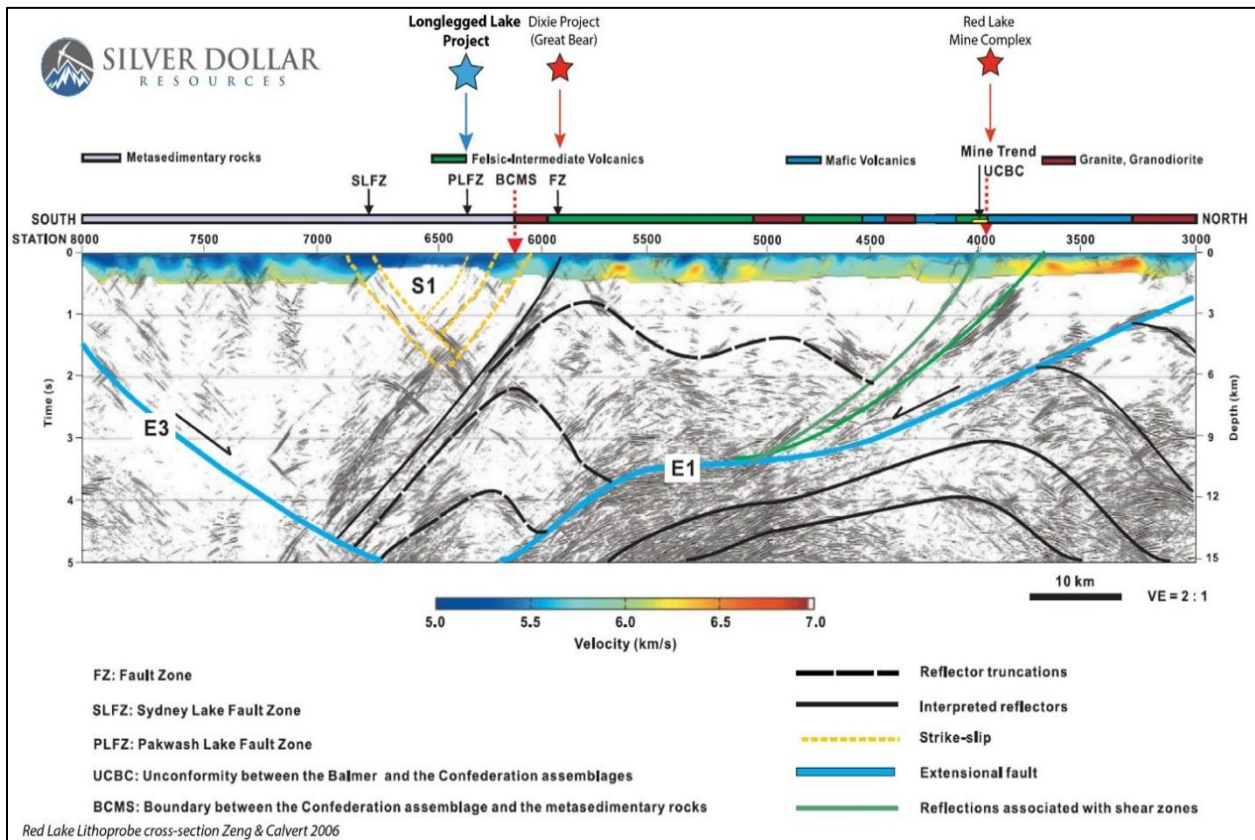 SILVER DOLLAR
RESOURCES
Longlegged Lake
Project
Dixie Project
(Great Bear)
Red Lake
Mine Complex
Metasedimentary rocks
Felsic-Intermediate Volcanics
Mafic Volcanics
Mine Trend
Granite, Granodiorite
SLFZ
PLFZ
BCMS
FZ
UCBC
SOUTH
NORTH
STATION 8000 7500 7000 6500 6000 5500 5000 4500 4000 3500 3000
0
1
2
3
4
5
Time (s)
0
3
6
9
12
15
Depth (km)
S1
E3
E1
10 km
VE = 2 : 1
5.0 5.5 6.0 6.5 7.0
Velocity (km/s)
FZ: Fault Zone
SLFZ: Sydney Lake Fault Zone
PLFZ: Pakwash Lake Fault Zone
UCBC: Unconformity between the Balmer and the Confederation assemblages
BCMS: Boundary between the Confederation assemblage and the metasedimentary rocks
Reflector truncations
Interpreted reflectors
Strike-slip
Extensional fault
Reflections associated with shear zones
Red Lake Lithoprobe cross-section Zeng & Calvert 2006